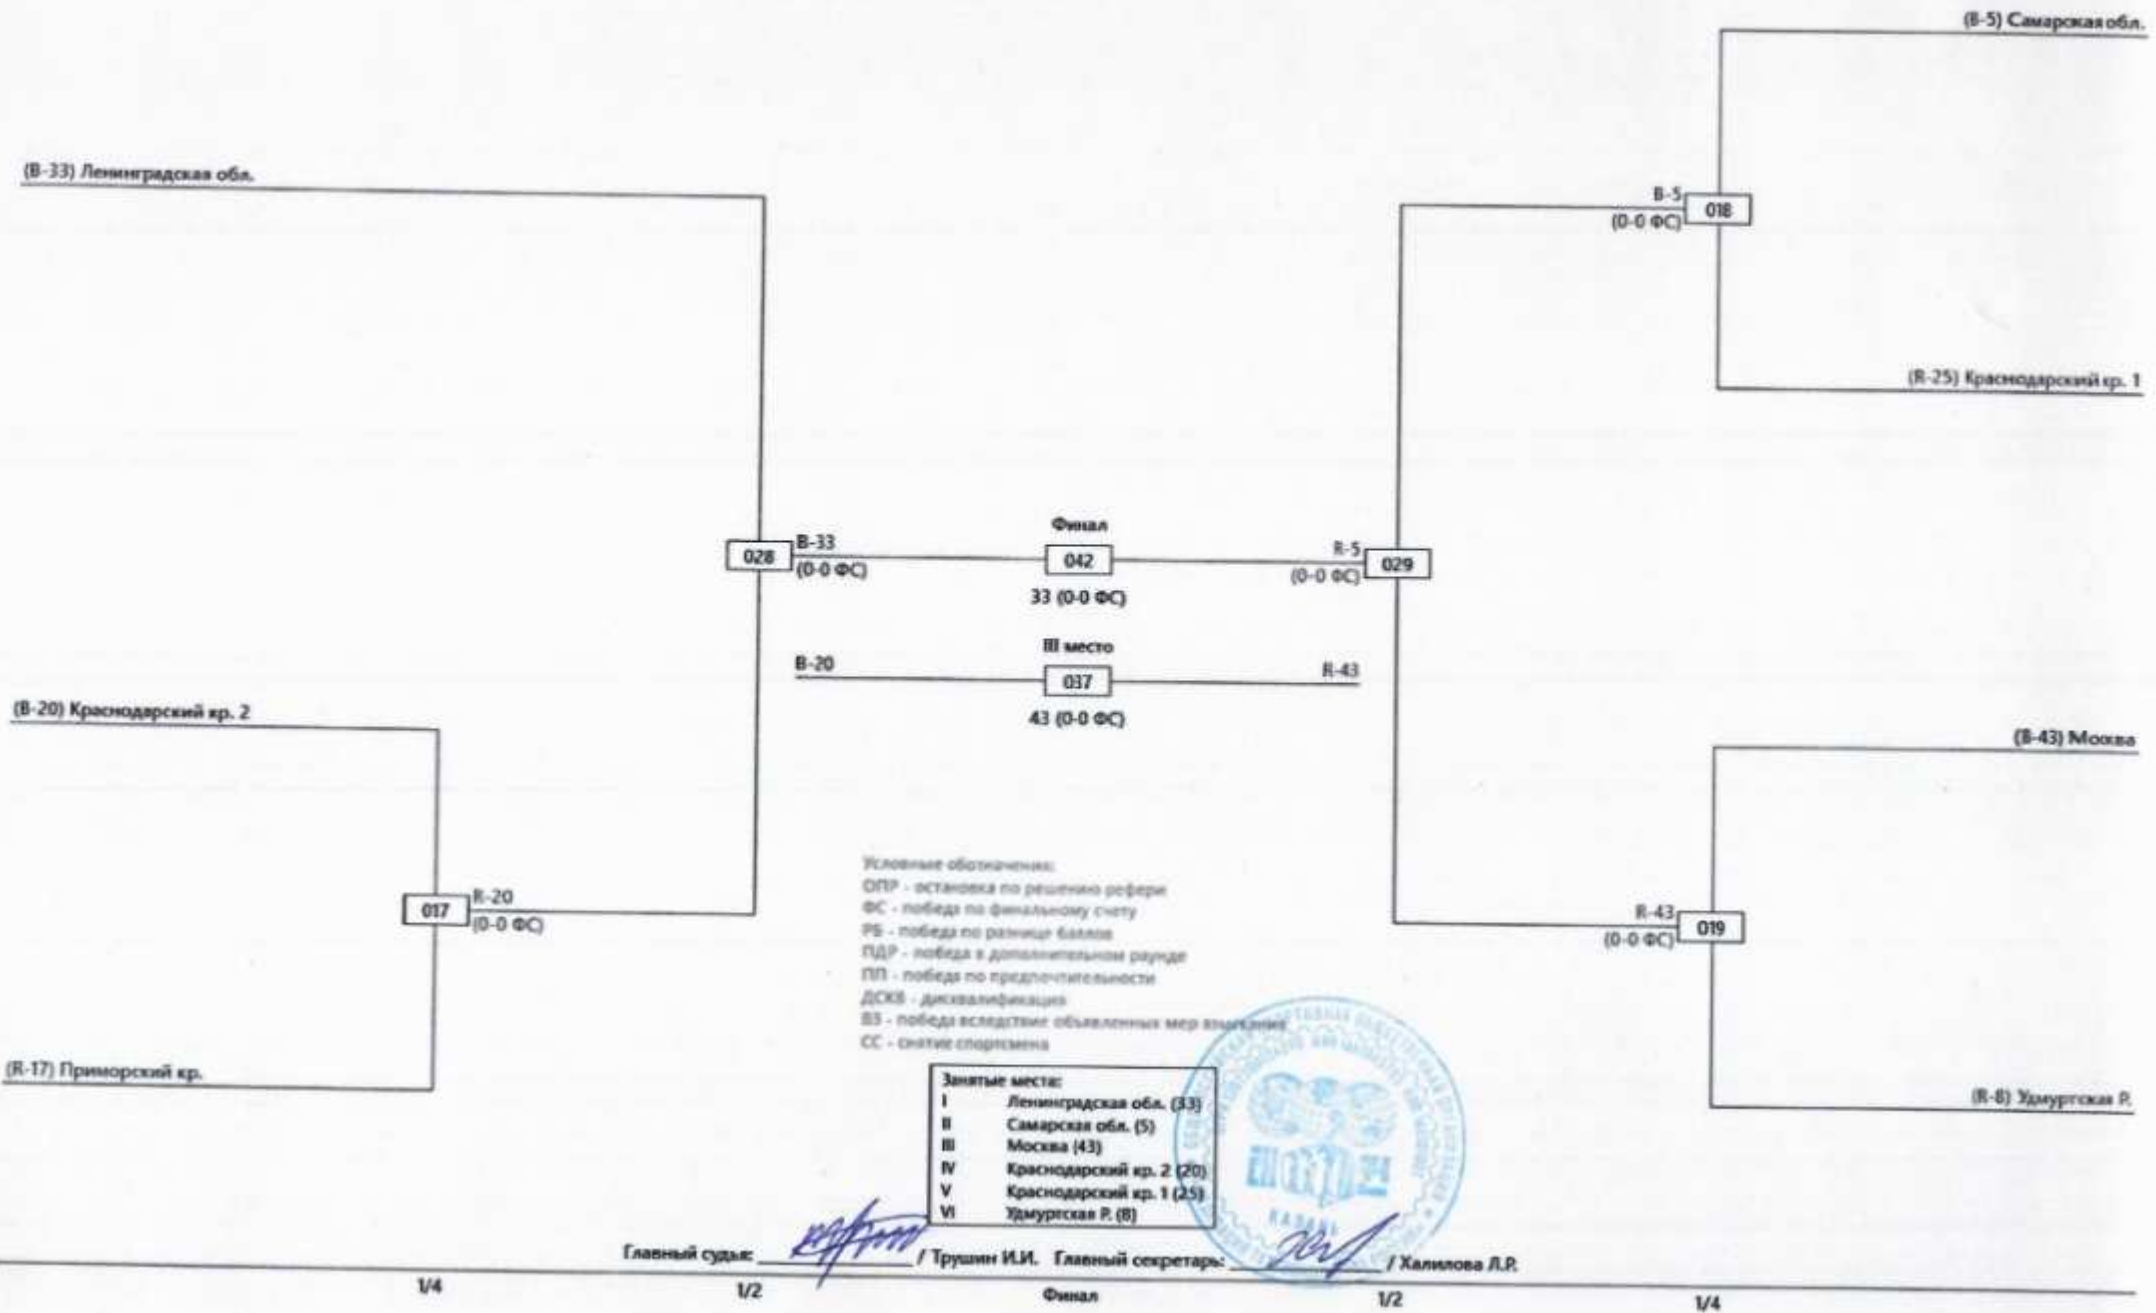 (B-5) Самарская обл.
(B-33) Ленинградская обл.
B-5
018
(0-0 ФС)
(R-25) Краснодарский кр. 1
Финал
028
B-33
(0-0 ФС)
042
R-5
(0-0 ФС)
029
33 (0-0 ФС)
III место
B-20
037
R-43
43 (0-0 ФС)
(B-20) Краснодарский кр. 2
(B-43) Москва
Условные обозначения:
ОПР - остановка по решению рефери
ФС - победа по финальному счету
РБ - победа по разнице баллов
ПДР - победа в дополнительном раунде
ПП - победа по предпочтительности
ДСКВ - дисквалификация
ВЗ - победа вследствие объявленных мер взыскания
СС - снятие спортсмена
017
R-20
(0-0 ФС)
R-43
019
(0-0 ФС)
(R-17) Приморский кр.
(R-8) Удмуртская Р.
Занятые места:
I Ленинградская обл. (33)
II Самарская обл. (5)
III Москва (43)
IV Краснодарский кр. 2 (20)
V Краснодарский кр. 1 (25)
VI Удмуртская Р. (8)
КАЗАНЬ
Главный судья: / Трушин И.И. Главный секретарь: / Халилова Л.Р.
1/4 1/2 Финал 1/2 1/4